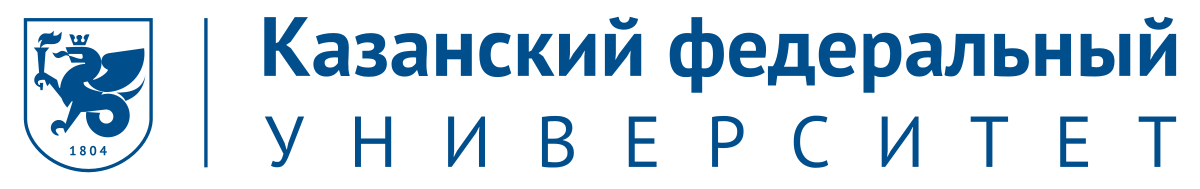 Казанский федеральный
УНИВЕРСИТЕТ
1804